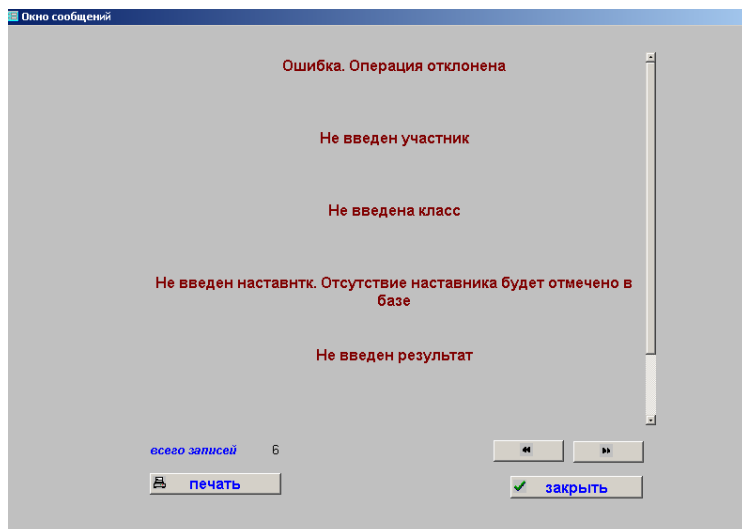 Окно сообщений
Ошибка. Операция отклонена
Не введен участник
Не введена класс
Не введен наставнтк. Отсутствие наставника будет отмечено в
базе
Не введен результат
всего записей 6
печать
закрыть